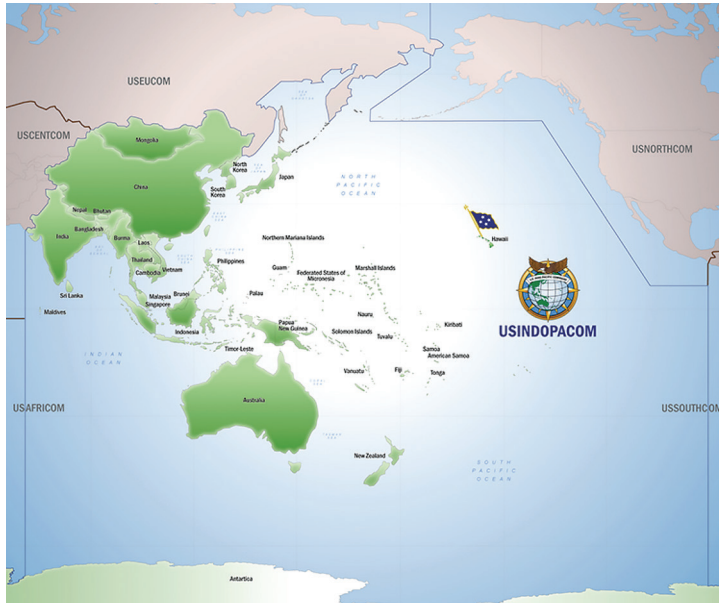 USEUCOM
USCENTCOM
Mongolia
North
Korea
Japan
South
Korea
China
USNORTHCOM
NORTH
PACIFIC
OCEAN
Nepal
Bhutan
Bangladesh
India
Burma
Laos
Thailand
Vietnam
Cambodia
Philippines
Northern Mariana Islands
Guam
Federated States of
Micronesia
Marshall Islands
Hawaii
Sri Lanka
Maldives
Malaysia
Singapore
Brunei
Palau
Indonesia
Papua
New Guinea
Nauru
Solomon Islands
Tuvalu
Kiribati
USINDOPACOM
INDIAN
OCEAN
Timor-Leste
Samoa
American Samoa
Vanuatu
Fiji
Tonga
USAFRICOM
Australia
USSOUTHCOM
New Zealand
SOUTH
PACIFIC
OCEAN
Antartica